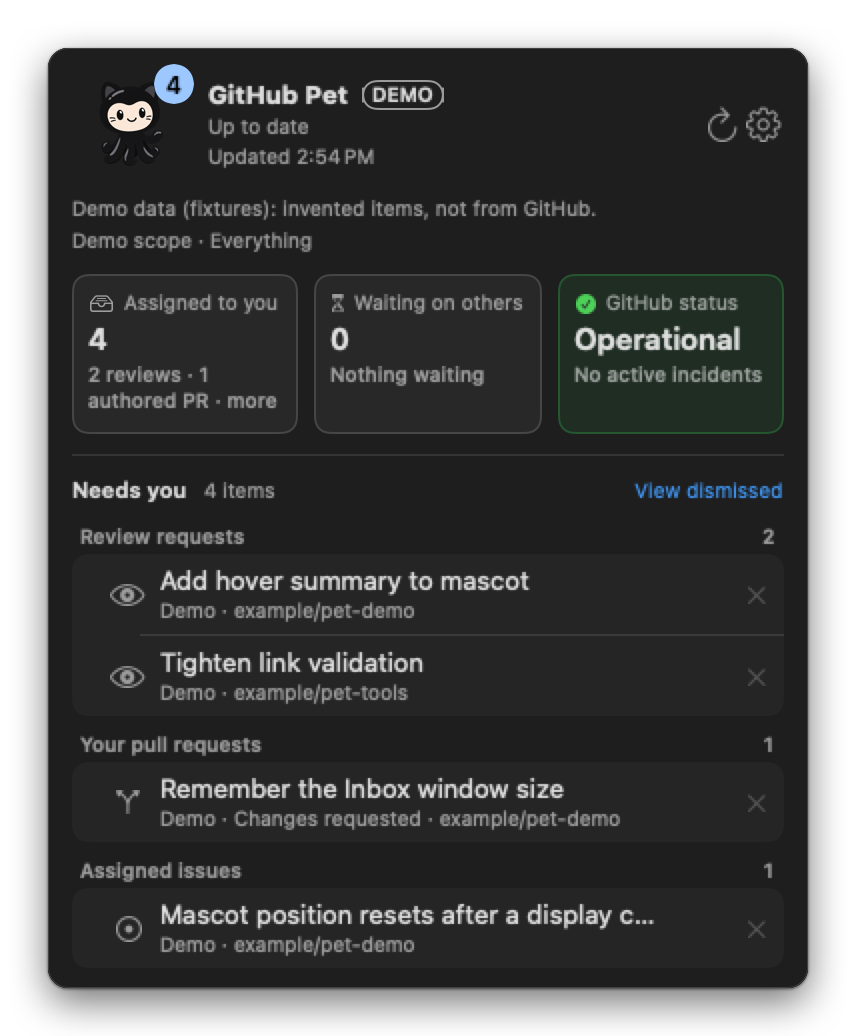 4
GitHub Pet DEMO
Up to date
Updated 2:54 PM
Demo data (fixtures): invented items, not from GitHub.
Demo scope · Everything
Assigned to you
4
2 reviews · 1
authored PR · more
Waiting on others
0
Nothing waiting
GitHub status
Operational
No active incidents
Needs you 4 items View dismissed
Review requests 2
Add hover summary to mascot
Demo · example/pet-demo
Tighten link validation
Demo · example/pet-tools
Your pull requests 1
Remember the Inbox window size
Demo · Changes requested · example/pet-demo
Assigned issues 1
Mascot position resets after a display c...
Demo · example/pet-demo